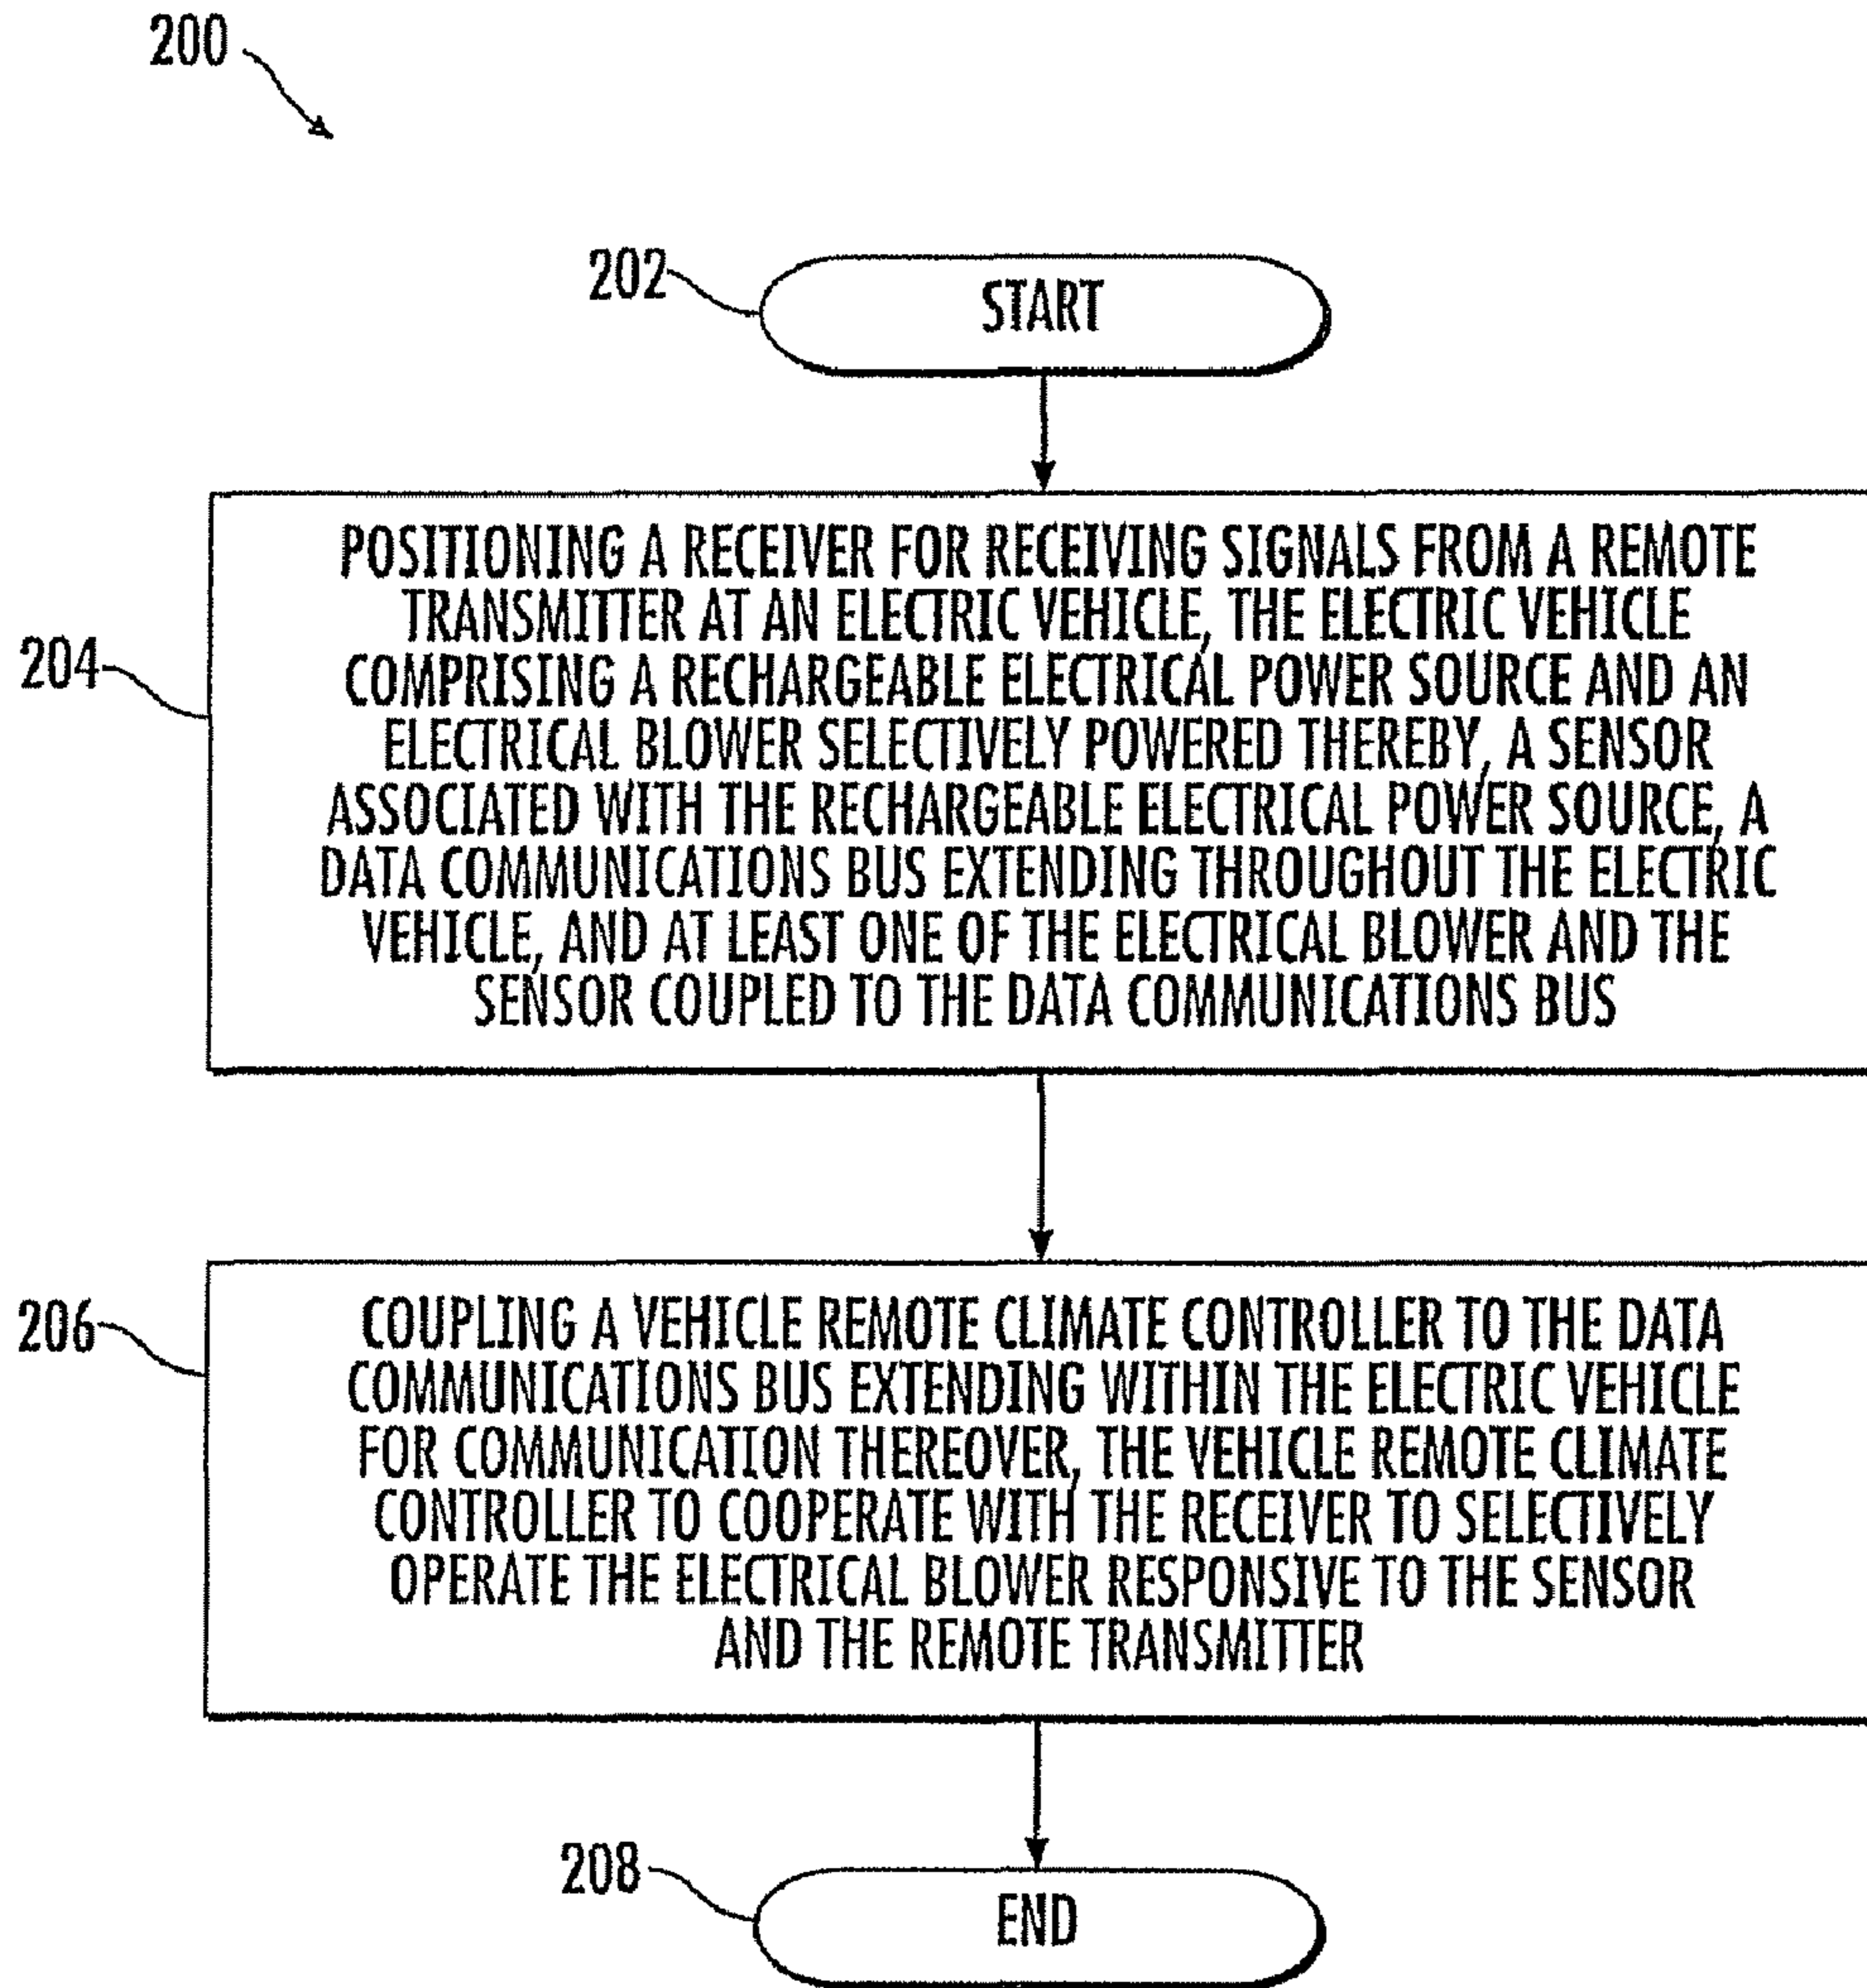 200
202
START
204
POSITIONING A RECEIVER FOR RECEIVING SIGNALS FROM A REMOTE
TRANSMITTER AT AN ELECTRIC VEHICLE, THE ELECTRIC VEHICLE
COMPRISING A RECHARGEABLE ELECTRICAL POWER SOURCE AND AN
ELECTRICAL BLOWER SELECTIVELY POWERED THEREBY, A SENSOR
ASSOCIATED WITH THE RECHARGEABLE ELECTRICAL POWER SOURCE, A
DATA COMMUNICATIONS BUS EXTENDING THROUGHOUT THE ELECTRIC
VEHICLE, AND AT LEAST ONE OF THE ELECTRICAL BLOWER AND THE
SENSOR COUPLED TO THE DATA COMMUNICATIONS BUS
206
COUPLING A VEHICLE REMOTE CLIMATE CONTROLLER TO THE DATA
COMMUNICATIONS BUS EXTENDING WITHIN THE ELECTRIC VEHICLE
FOR COMMUNICATION THEREOVER, THE VEHICLE REMOTE CLIMATE
CONTROLLER TO COOPERATE WITH THE RECEIVER TO SELECTIVELY
OPERATE THE ELECTRICAL BLOWER RESPONSIVE TO THE SENSOR
AND THE REMOTE TRANSMITTER
208
END